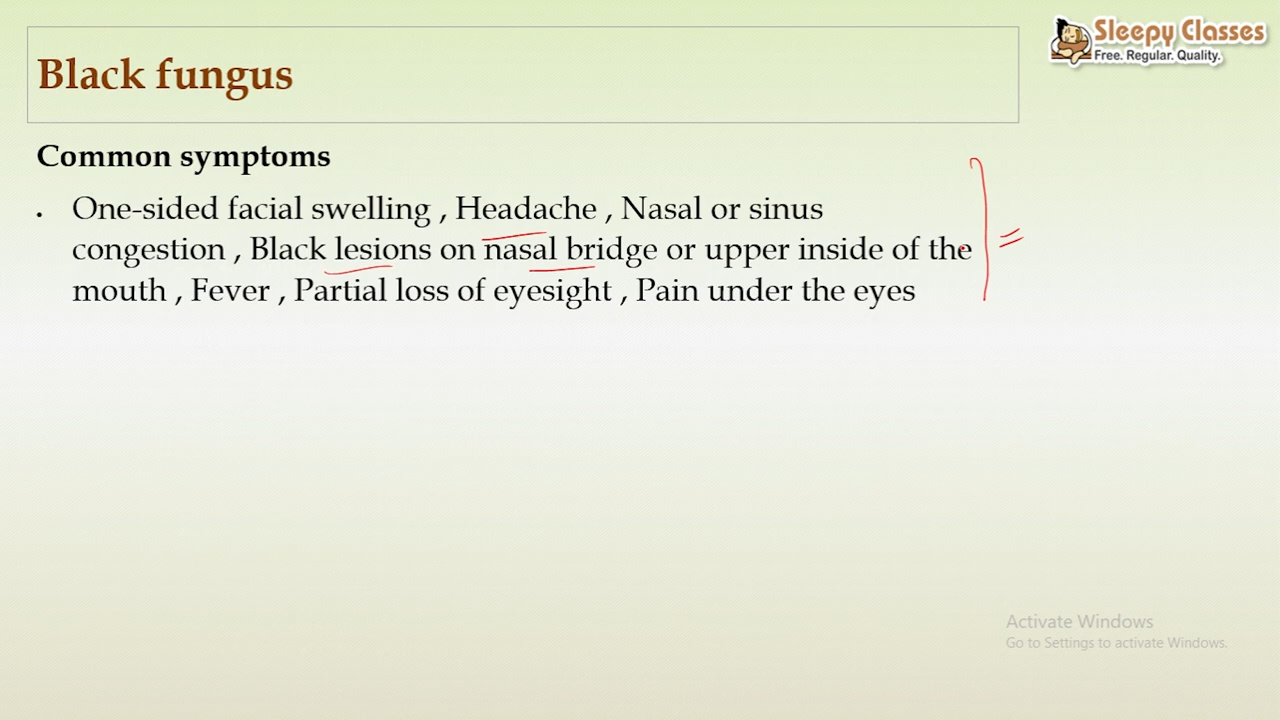 Sleepy Classes
Free. Regular. Quality.
Black fungus
Common symptoms
• One-sided facial swelling , Headache , Nasal or sinus
congestion , Black lesions on nasal bridge or upper inside of the
mouth , Fever , Partial loss of eyesight , Pain under the eyes
Activate Windows
Go to Settings to activate Windows.